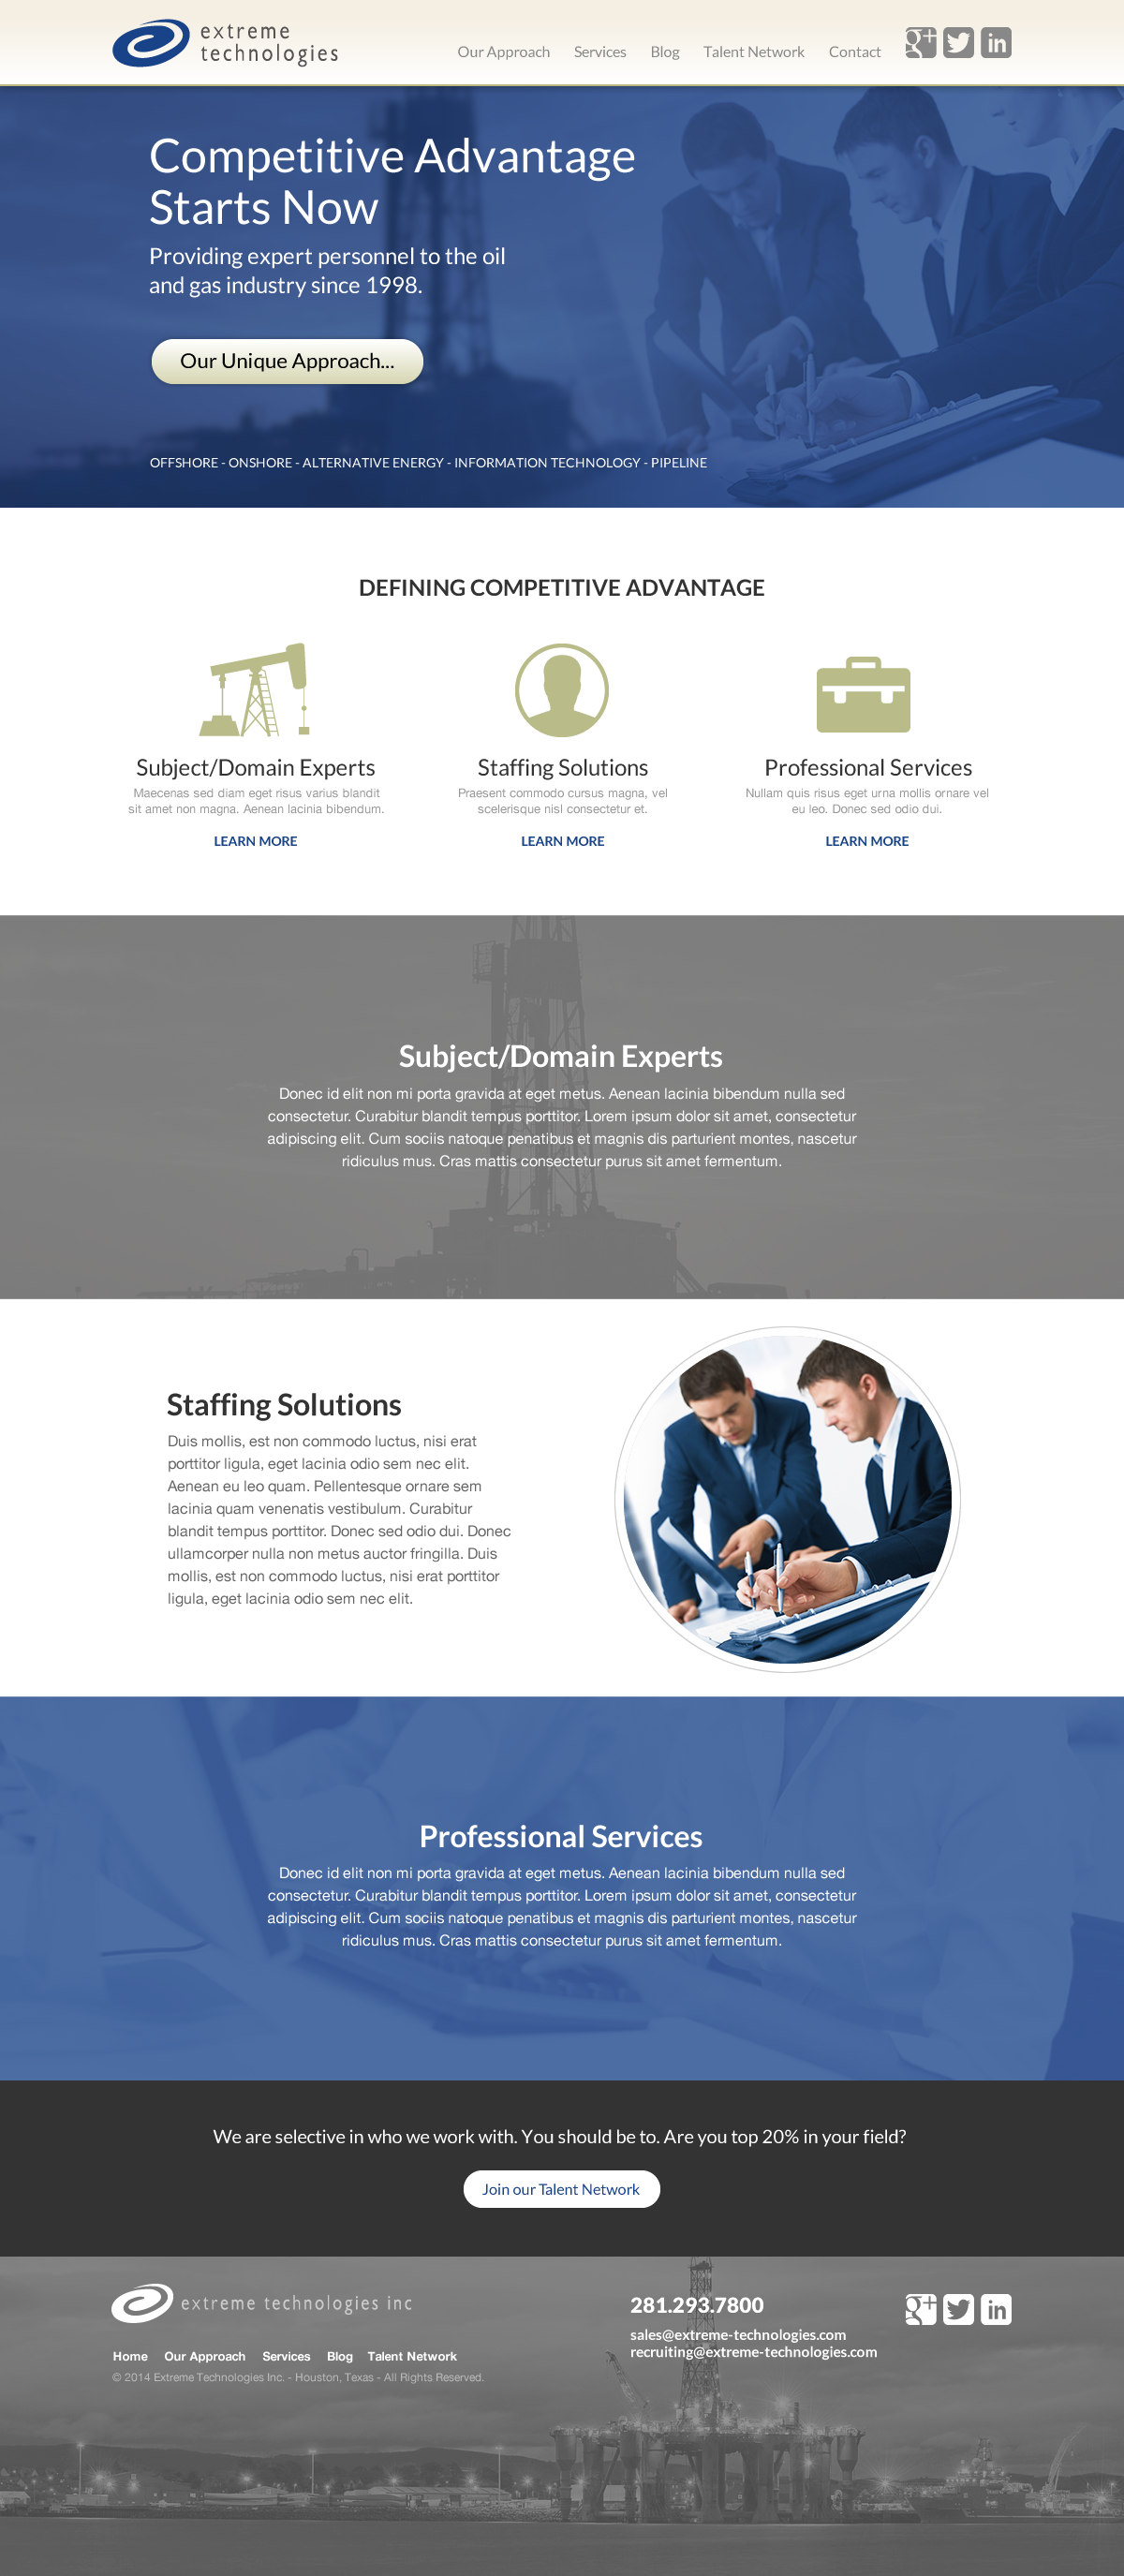 extreme
technologies
Our Approach Services Blog Talent Network Contact
Competitive Advantage
Starts Now
Providing expert personnel to the oil
and gas industry since 1998.
Our Unique Approach...
OFFSHORE - ONSHORE - ALTERNATIVE ENERGY - INFORMATION TECHNOLOGY - PIPELINE
DEFINING COMPETITIVE ADVANTAGE
Subject/Domain Experts
Maecenas sed diam eget risus varius blandit
sit amet non magna. Aenean lacinia bibendum.
LEARN MORE
Staffing Solutions
Praesent commodo cursus magna, vel
scelerisque nisl consectetur et.
LEARN MORE
Professional Services
Nullam quis risus eget urna mollis ornare vel
eu leo. Donec sed odio dui.
LEARN MORE
Subject/Domain Experts
Donec id elit non mi porta gravida at eget metus. Aenean lacinia bibendum nulla sed
consectetur. Curabitur blandit tempus porttitor. Lorem ipsum dolor sit amet, consectetur
adipiscing elit. Cum sociis natoque penatibus et magnis dis parturient montes, nascetur
ridiculus mus. Cras mattis consectetur purus sit amet fermentum.
Staffing Solutions
Duis mollis, est non commodo luctus, nisi erat
porttitor ligula, eget lacinia odio sem nec elit.
Aenean eu leo quam. Pellentesque ornare sem
lacinia quam venenatis vestibulum. Curabitur
blandit tempus porttitor. Donec sed odio dui. Donec
ullamcorper nulla non metus auctor fringilla. Duis
mollis, est non commodo luctus, nisi erat porttitor
ligula, eget lacinia odio sem nec elit.
Professional Services
Donec id elit non mi porta gravida at eget metus. Aenean lacinia bibendum nulla sed
consectetur. Curabitur blandit tempus porttitor. Lorem ipsum dolor sit amet, consectetur
adipiscing elit. Cum sociis natoque penatibus et magnis dis parturient montes, nascetur
ridiculus mus. Cras mattis consectetur purus sit amet fermentum.
We are selective in who we work with. You should be to. Are you top 20% in your field?
Join our Talent Network
extreme technologies inc
Home Our Approach Services Blog Talent Network
© 2014 Extreme Technologies Inc. - Houston, Texas - All Rights Reserved.
281.293.7800
sales@extreme-technologies.com
recruiting@extreme-technologies.com